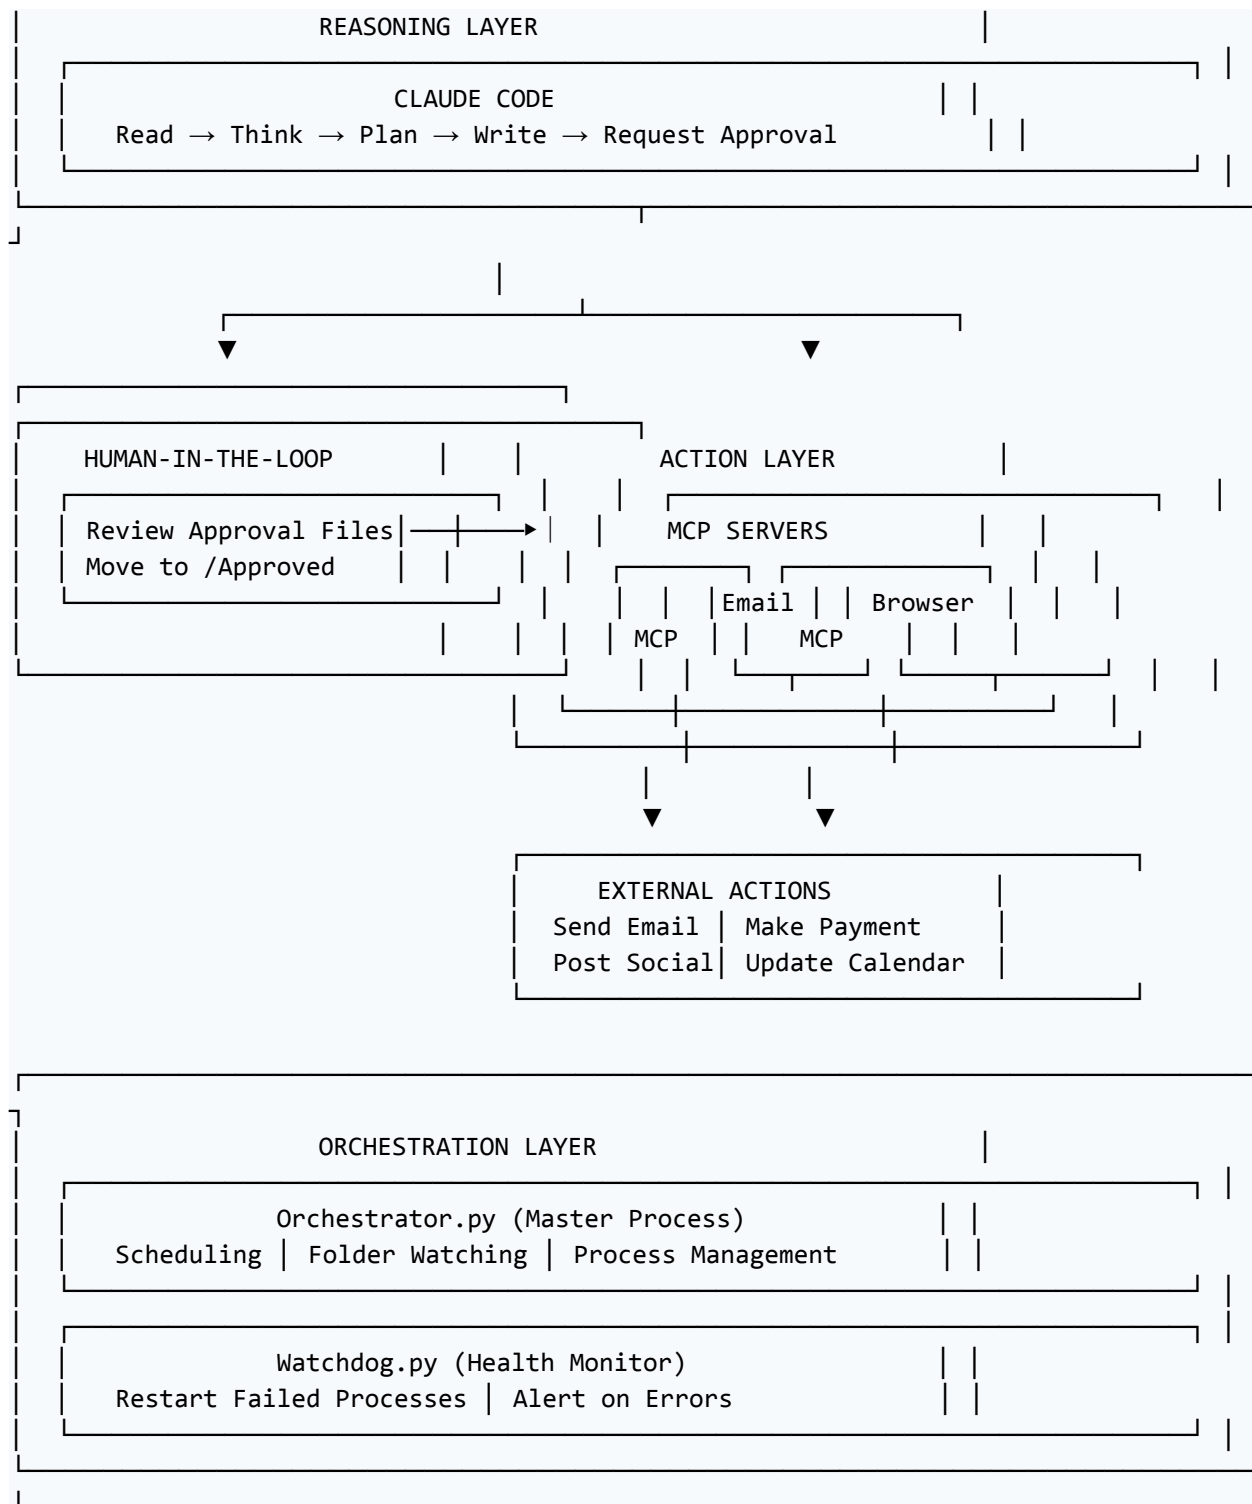 REASONING LAYER
CLAUDE CODE
Read → Think → Plan → Write → Request Approval
HUMAN-IN-THE-LOOP
ACTION LAYER
Review Approval Files
MCP SERVERS
Move to /Approved
Email
Browser
MCP
MCP
EXTERNAL ACTIONS
Send Email │ Make Payment
Post Social│ Update Calendar
ORCHESTRATION LAYER
Orchestrator.py (Master Process)
Scheduling │ Folder Watching │ Process Management
Watchdog.py (Health Monitor)
Restart Failed Processes │ Alert on Errors